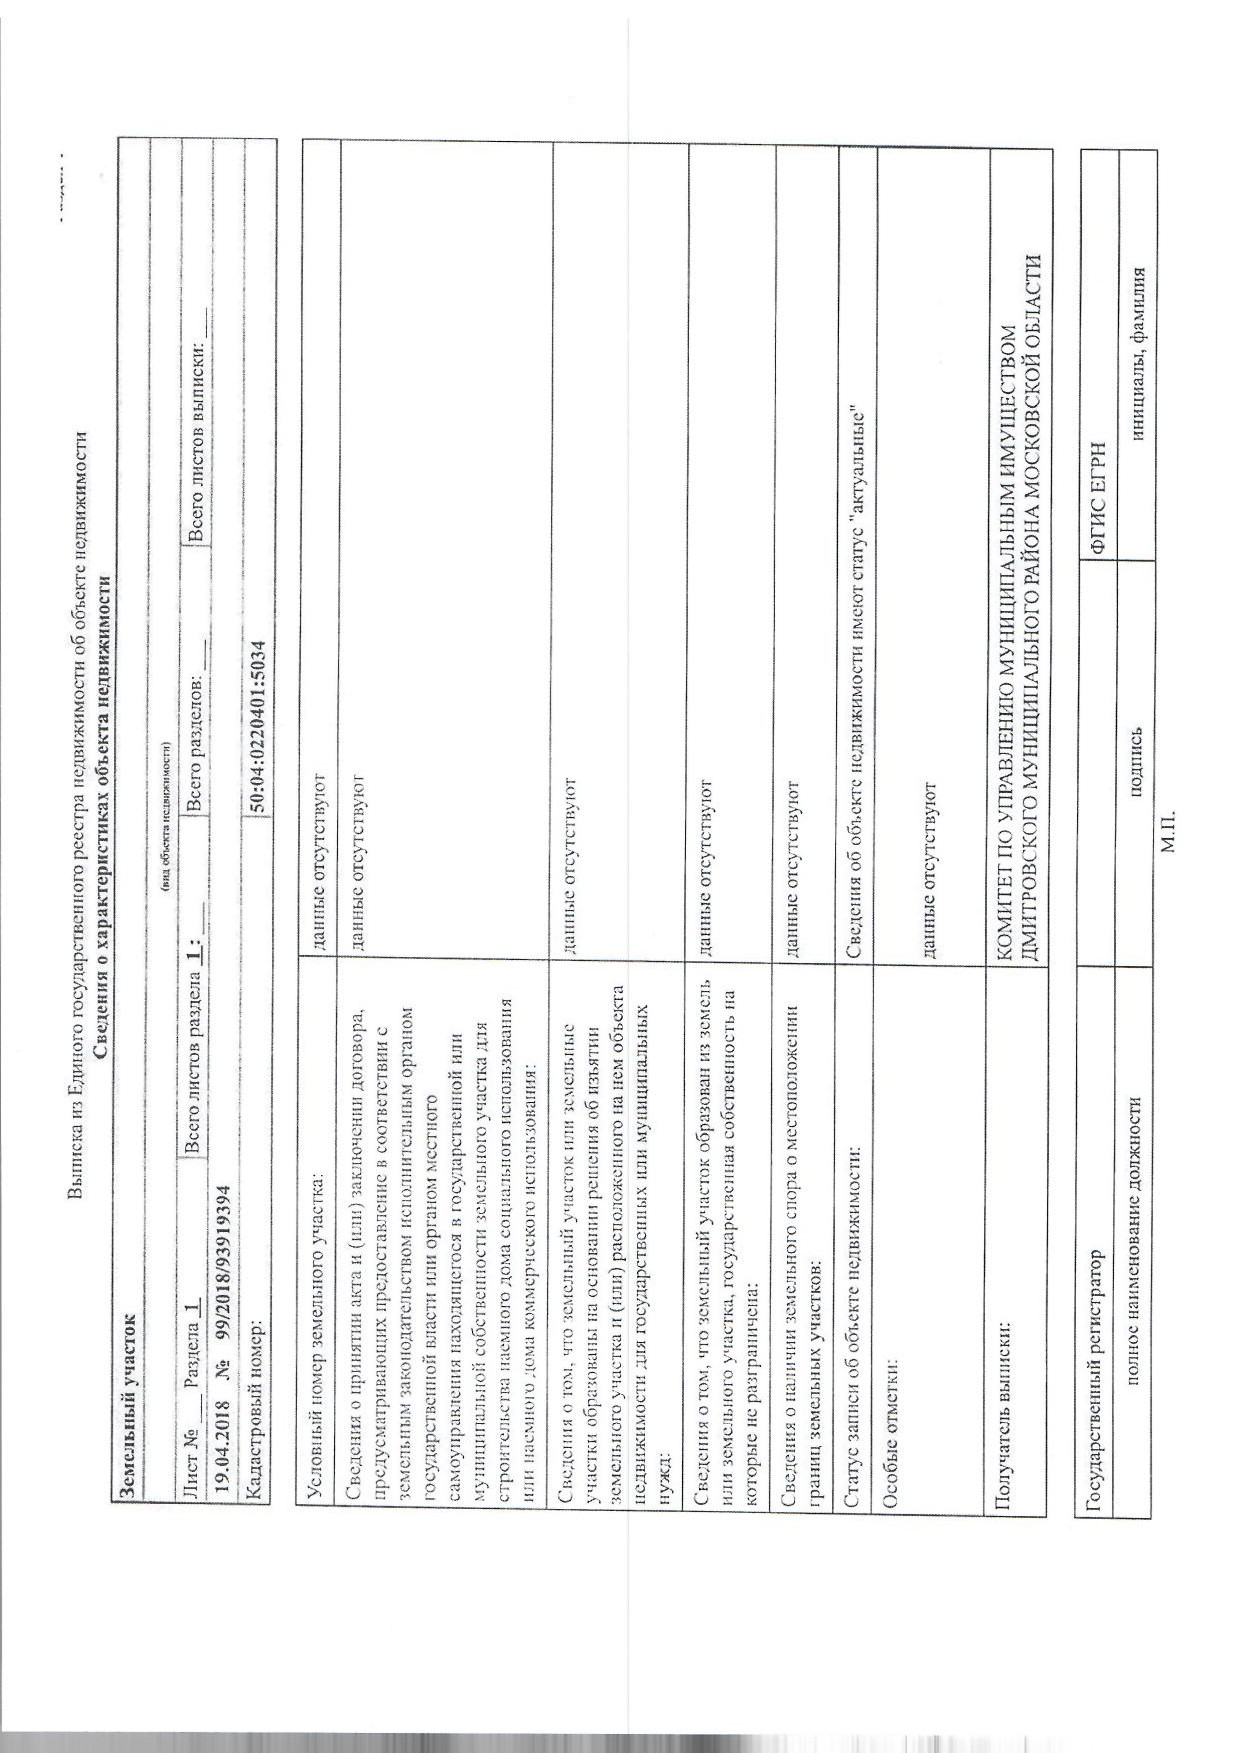 Выписка из Единого государственного реестра недвижимости об объекте недвижимости
Сведения о характеристиках объекта недвижимости
Земельный участок
(вид объекта недвижимости)
Лист № ___ Раздела 1 Всего листов раздела 1: ___ Всего разделов: ___ Всего листов выписки: ___
19.04.2018 № 99/2018/93919394
Кадастровый номер: 50:04:0220401:5034
Условный номер земельного участка: данные отсутствуют
Сведения о принятии акта и (или) заключении договора, данные отсутствуют
предусматривающих предоставление в соответствии с
земельным законодательством исполнительным органом
государственной власти или органом местного
самоуправления находящегося в государственной или
муниципальной собственности земельного участка для
строительства наемного дома социального использования
или наемного дома коммерческого использования:
Сведения о том, что земельный участок или земельные данные отсутствуют
участки образованы на основании решения об изъятии
земельного участка и (или) расположенного на нем объекта
недвижимости для государственных или муниципальных
нужд:
Сведения о том, что земельный участок образован из земель данные отсутствуют
или земельного участка, государственная собственность на
которые не разграничена:
Сведения о наличии земельного спора о местоположении данные отсутствуют
границ земельных участков:
Статус записи об объекте недвижимости: Сведения об объекте недвижимости имеют статус "актуальные"
Особые отметки:
данные отсутствуют
Получатель выписки: КОМИТЕТ ПО УПРАВЛЕНИЮ МУНИЦИПАЛЬНЫМ ИМУЩЕСТВОМ
ДМИТРОВСКОГО МУНИЦИПАЛЬНОГО РАЙОНА МОСКОВСКОЙ ОБЛАСТИ
Государственный регистратор ФГИС ЕГРН
полное наименование должности подпись инициалы, фамилия
М.П.